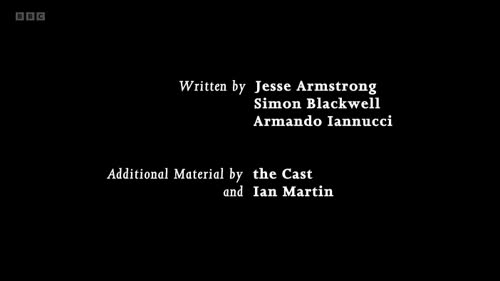 BBC
Written by Jesse Armstrong
Simon Blackwell
Armando Iannucci
Additional Material by the Cast
and Ian Martin